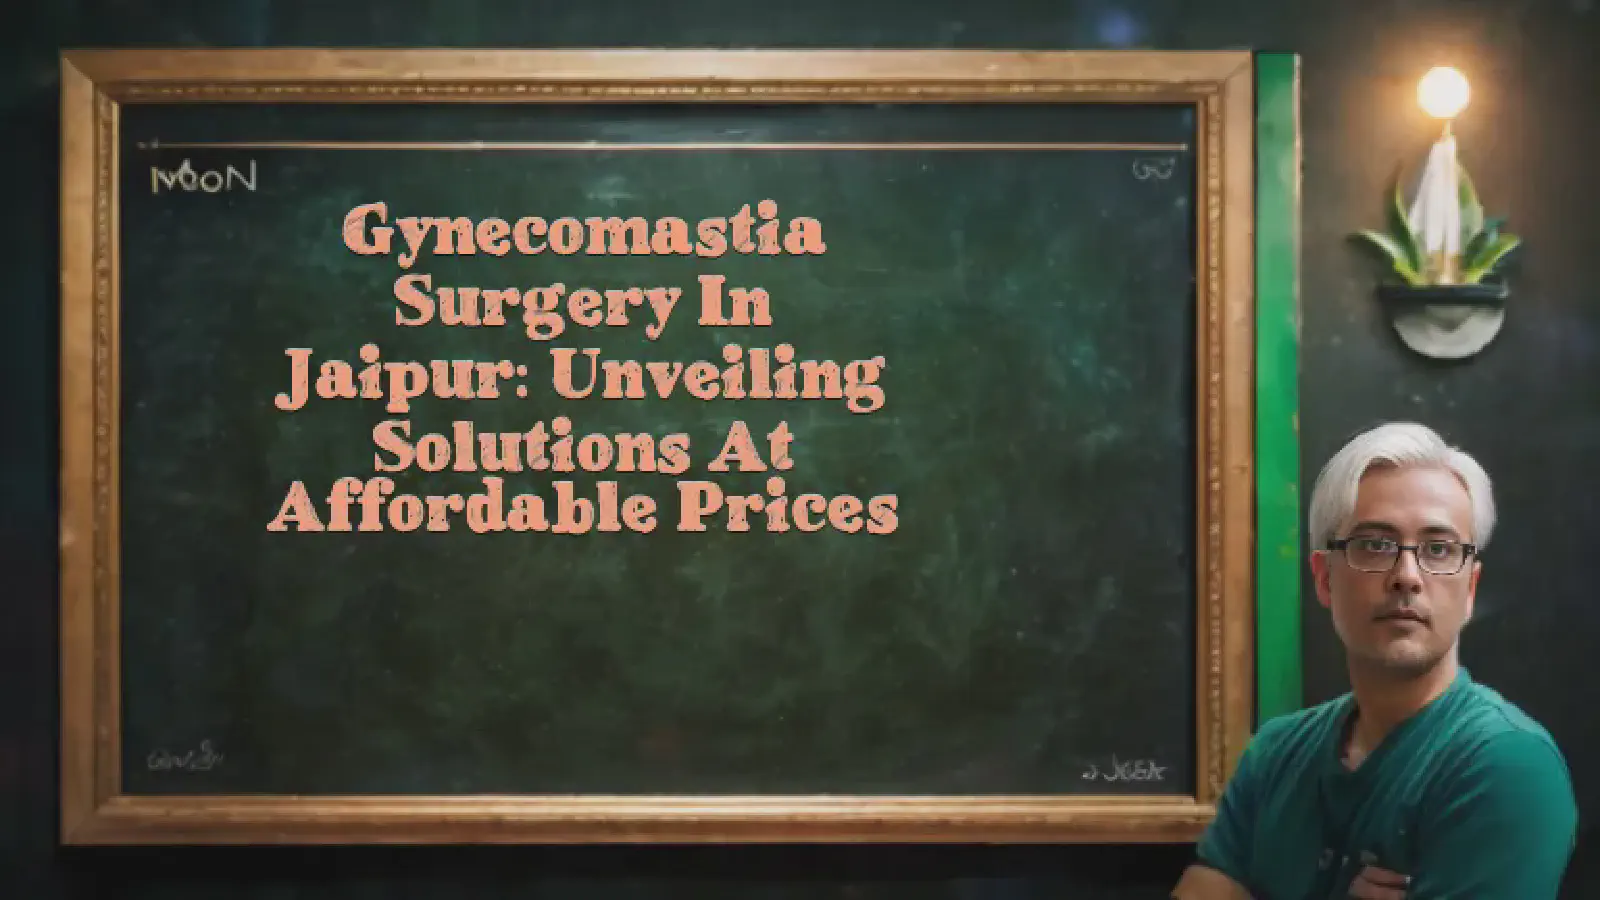 Gynecomastia
Surgery In
Jaipur: Unveiling
Solutions At
Affordable Prices